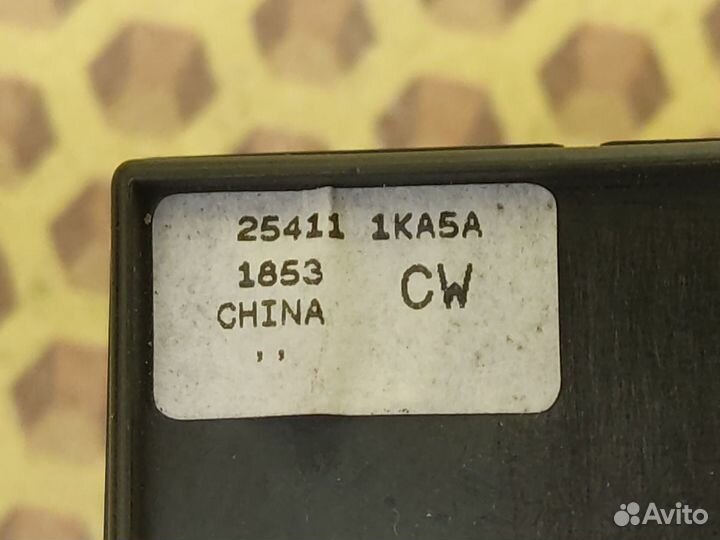 25411 1KA5A
1853 CW
CHINA
,,
Avito